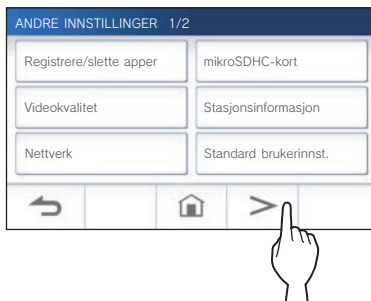 ANDRE INNSTILLINGER 1/2
Registrere/slette apper
mikroSDHC-kort
Videokvalitet
Stasjonsinformasjon
Nettverk
Standard brukerinnst.